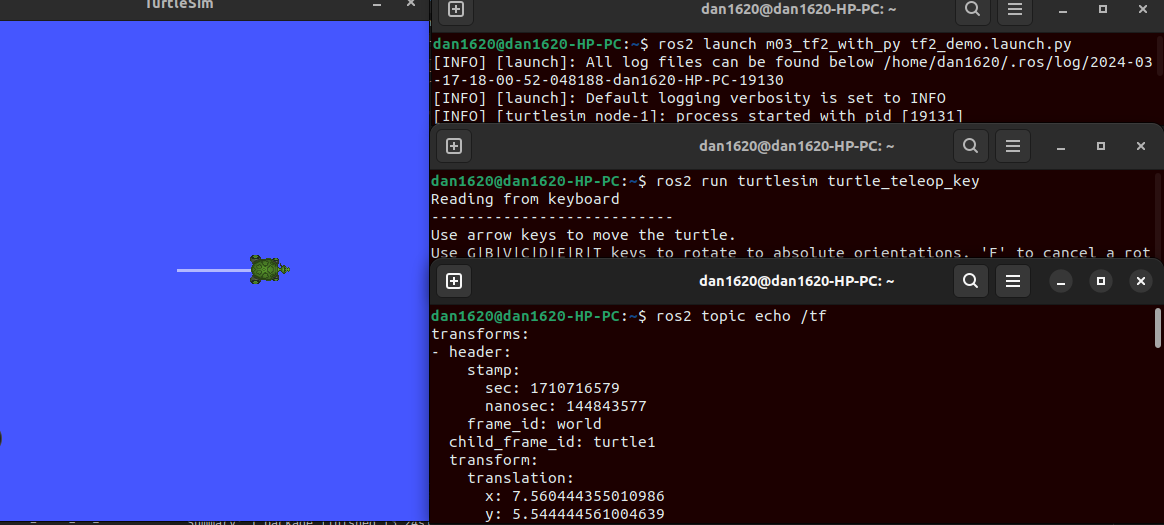 TurtleSim
dan1620@dan1620-HP-PC: ~
dan1620@dan1620-HP-PC:~$ ros2 launch m03_tf2_with_py tf2_demo.launch.py
[INFO] [launch]: All log files can be found below /home/dan1620/.ros/log/2024-03
-17-18-00-52-048188-dan1620-HP-PC-19130
[INFO] [launch]: Default logging verbosity is set to INFO
[INFO] [turtlesim_node-1]: process started with pid [19131]
dan1620@dan1620-HP-PC: ~
dan1620@dan1620-HP-PC:~$ ros2 run turtlesim turtle_teleop_key
Reading from keyboard
---------------------------
Use arrow keys to move the turtle.
Use G|B|V|C|D|E|R|T keys to rotate to absolute orientations. 'F' to cancel a rot
dan1620@dan1620-HP-PC: ~
dan1620@dan1620-HP-PC:~$ ros2 topic echo /tf
transforms:
- header:
    stamp:
      sec: 1710716579
      nanosec: 144843577
    frame_id: world
  child_frame_id: turtle1
  transform:
    translation:
      x: 7.560444355010986
      y: 5.544444561004639